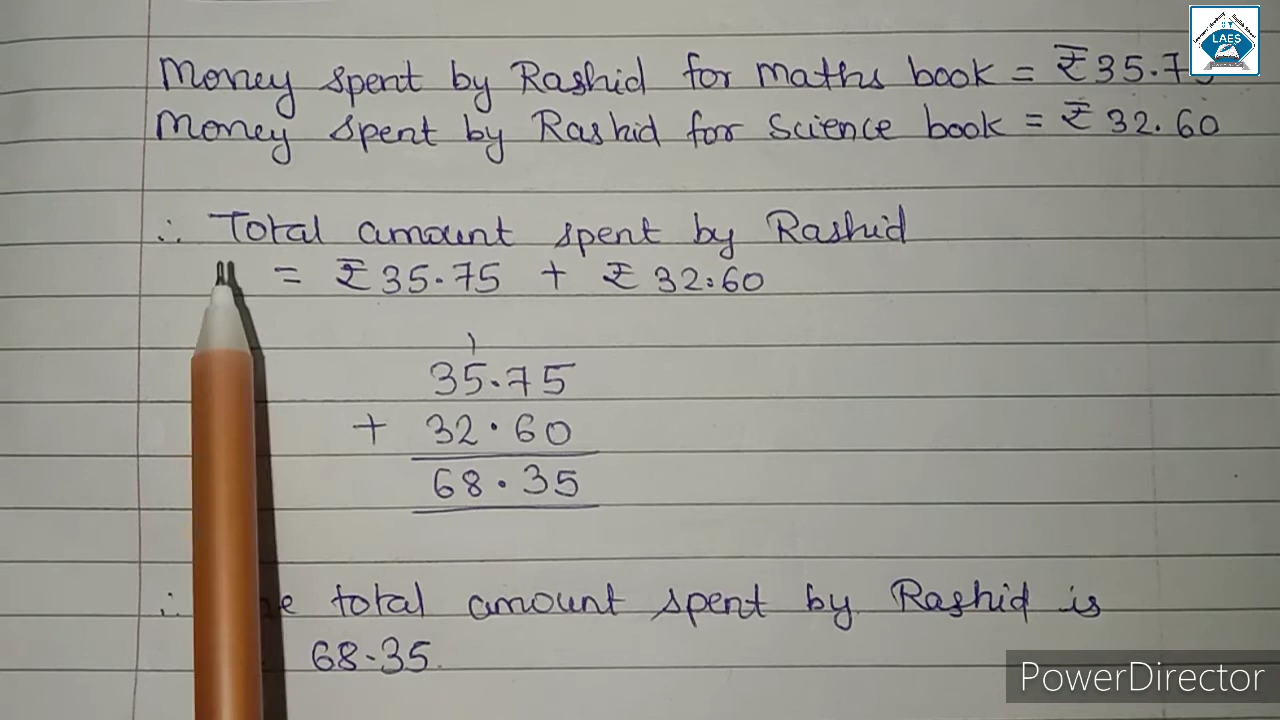 LAES
Money spent by Rashid for maths book = ₹ 35.75
Money spent by Rashid for Science book = ₹ 32.60
∴ Total amount spent by Rashid
= ₹ 35.75 + ₹ 32.60
1
35.75
+ 32.60
68.35
∴ total amount spent by Rashid is
68.35
PowerDirector